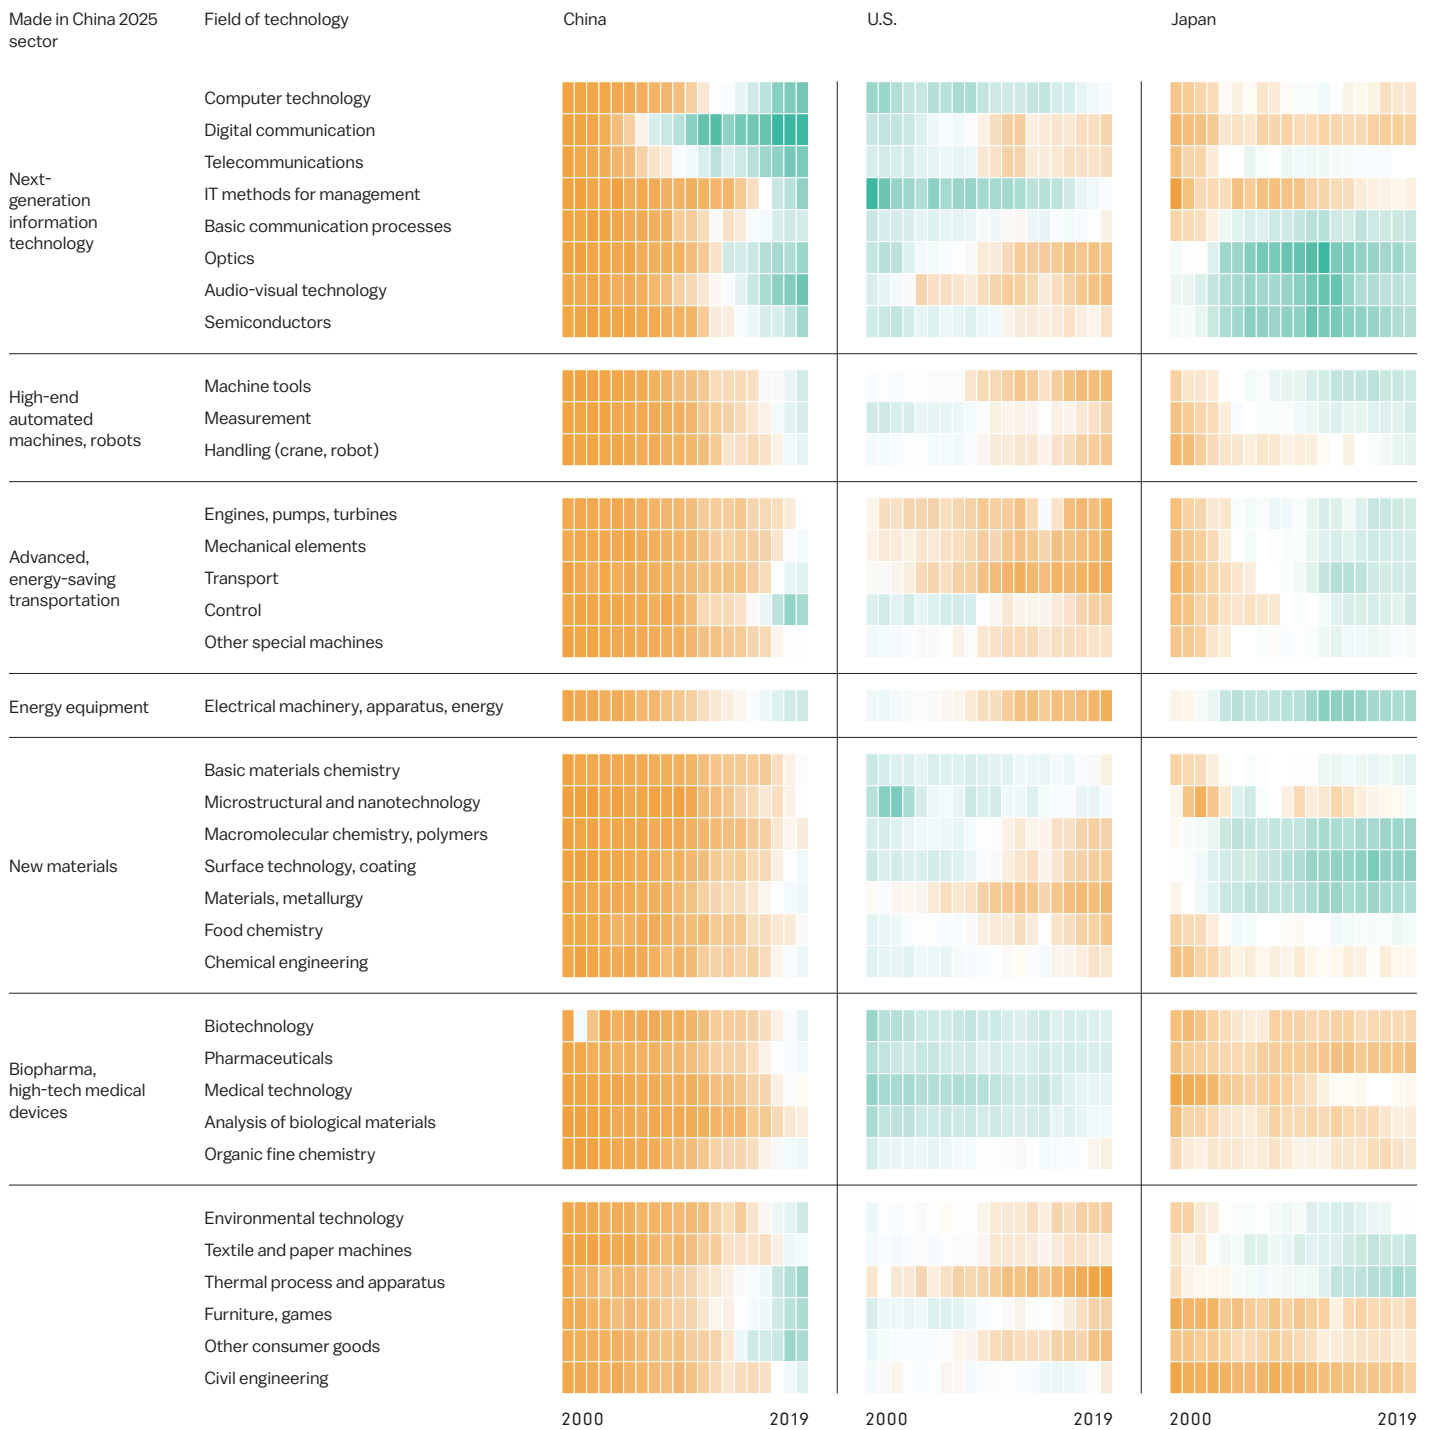 Made in China 2025
sector
Field of technology
China
U.S.
Japan
Next-
generation
information
technology
Computer technology
Digital communication
Telecommunications
IT methods for management
Basic communication processes
Optics
Audio-visual technology
Semiconductors
High-end
automated
machines, robots
Machine tools
Measurement
Handling (crane, robot)
Advanced,
energy-saving
transportation
Engines, pumps, turbines
Mechanical elements
Transport
Control
Other special machines
Energy equipment
Electrical machinery, apparatus, energy
New materials
Basic materials chemistry
Microstructural and nanotechnology
Macromolecular chemistry, polymers
Surface technology, coating
Materials, metallurgy
Food chemistry
Chemical engineering
Biopharma,
high-tech medical
devices
Biotechnology
Pharmaceuticals
Medical technology
Analysis of biological materials
Organic fine chemistry
Environmental technology
Textile and paper machines
Thermal process and apparatus
Furniture, games
Other consumer goods
Civil engineering
2000
2019
2000
2019
2000
2019